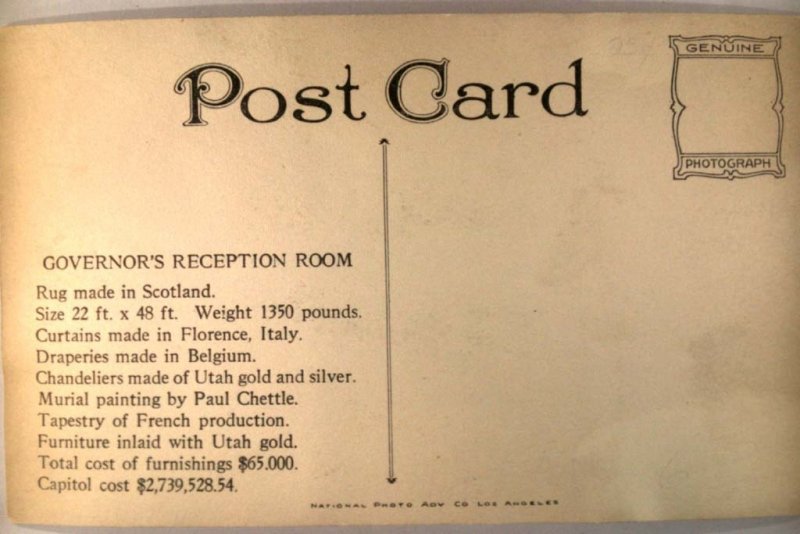 Post Card
GENUINE
PHOTOGRAPH
GOVERNOR'S RECEPTION ROOM
Rug made in Scotland.
Size 22 ft. x 48 ft. Weight 1350 pounds.
Curtains made in Florence, Italy.
Draperies made in Belgium.
Chandeliers made of Utah gold and silver.
Murial painting by Paul Chettle.
Tapestry of French production.
Furniture inlaid with Utah gold.
Total cost of furnishings $65.000.
Capitol cost $2,739,528.54.
NATIONAL PHOTO ADV CO LOS ANGELES